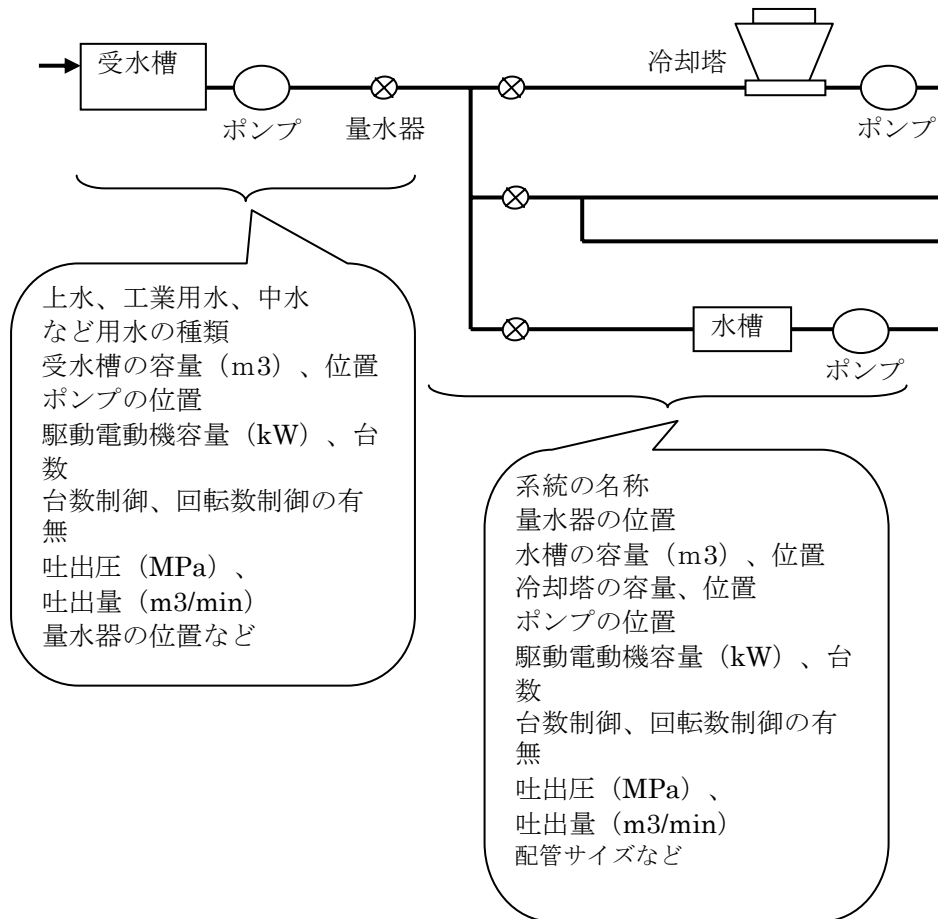 受水槽
冷却塔
ポンプ
量水器
ポンプ
水槽
ポンプ
上水、工業用水、中水
など用水の種類
受水槽の容量（m3）、位置
ポンプの位置
駆動電動機容量（kW）、台
数
台数制御、回転数制御の有
無
吐出圧（MPa）、
吐出量（m3/min）
量水器の位置など
系統の名称
量水器の位置
水槽の容量（m3）、位置
冷却塔の容量、位置
ポンプの位置
駆動電動機容量（kW）、台
数
台数制御、回転数制御の有
無
吐出圧（MPa）、
吐出量（m3/min）
配管サイズなど